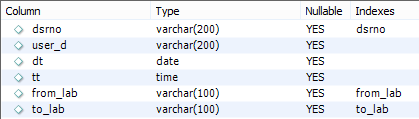 Column Type Nullable Indexes
dsrno varchar(200) YES dsrno
user_d varchar(200) YES
dt date YES
tt time YES
from_lab varchar(100) YES from_lab
to_lab varchar(100) YES to_lab